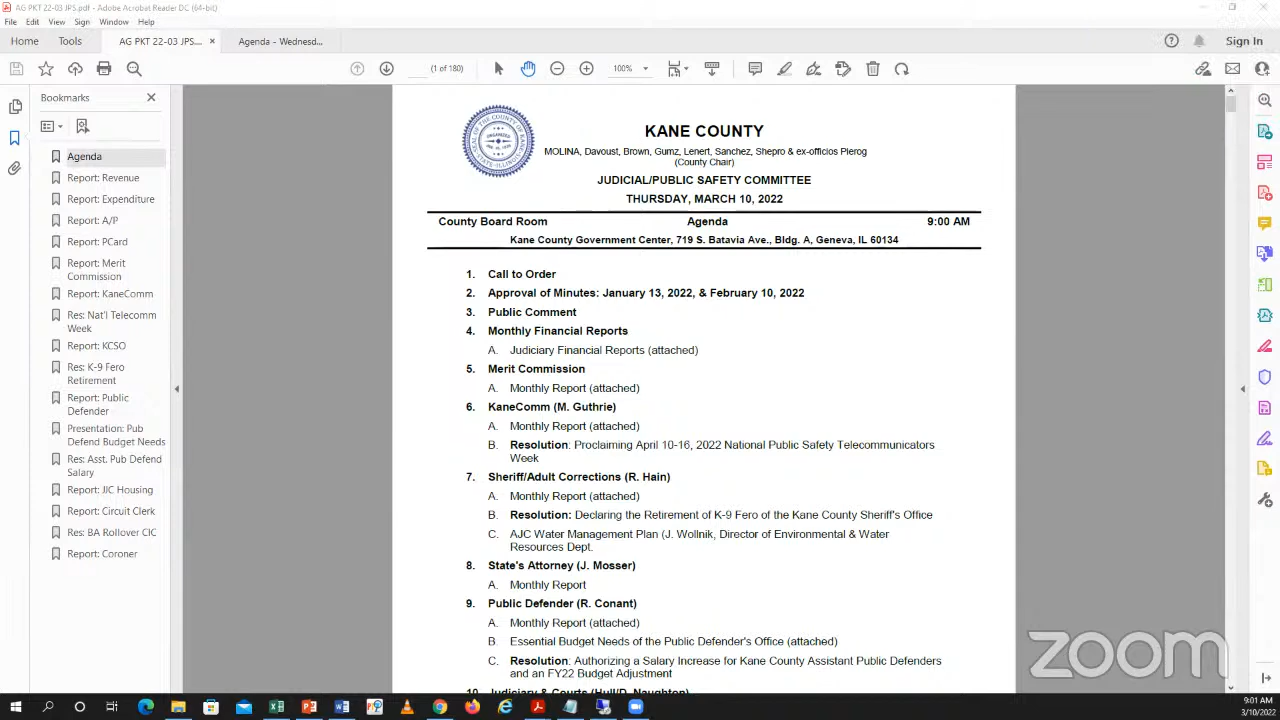 AG PKT 22-03 JPS.pdf - Adobe Acrobat Reader DC (64-bit)
File Edit View Sign Window Help
Home Tools AG PKT 22-03 JPS... × Agenda - Wednesd... Sign In
(1 of 180) 100%
Bookmarks
Agenda
Report: Revenue
Report: Expenditure
Report: A/P
Report: PCard
Report: Merit
Commission
Report: KaneComm
Res: Nat'l Telecomm
Week
Report: KCSO
Res: K-9 Fero
Retirement
Report: Public
Defender
Presentation: Pub
Defend Budget Needs
Res: Asst. Pub Defend
Salary
Report: JJC Housing
Report: Circuit Clerk
Res: BA Rollover CIC
Report: Coroner
KANE COUNTY
MOLINA, Davoust, Brown, Gumz, Lenert, Sanchez, Shepro & ex-officios Pierog
(County Chair)
JUDICIAL/PUBLIC SAFETY COMMITTEE
THURSDAY, MARCH 10, 2022
County Board Room Agenda 9:00 AM
Kane County Government Center, 719 S. Batavia Ave., Bldg. A, Geneva, IL 60134
1. Call to Order
2. Approval of Minutes: January 13, 2022, & February 10, 2022
3. Public Comment
4. Monthly Financial Reports
A. Judiciary Financial Reports (attached)
5. Merit Commission
A. Monthly Report (attached)
6. KaneComm (M. Guthrie)
A. Monthly Report (attached)
B. Resolution: Proclaiming April 10-16, 2022 National Public Safety Telecommunicators
Week
7. Sheriff/Adult Corrections (R. Hain)
A. Monthly Report (attached)
B. Resolution: Declaring the Retirement of K-9 Fero of the Kane County Sheriff's Office
C. AJC Water Management Plan (J. Wollnik, Director of Environmental & Water
Resources Dept.
8. State's Attorney (J. Mosser)
A. Monthly Report
9. Public Defender (R. Conant)
A. Monthly Report (attached)
B. Essential Budget Needs of the Public Defender's Office (attached)
C. Resolution: Authorizing a Salary Increase for Kane County Assistant Public Defenders
and an FY22 Budget Adjustment
10. Judiciary & Courts (Hull/D. Naughton)
zoom
9:01 AM
3/10/2022